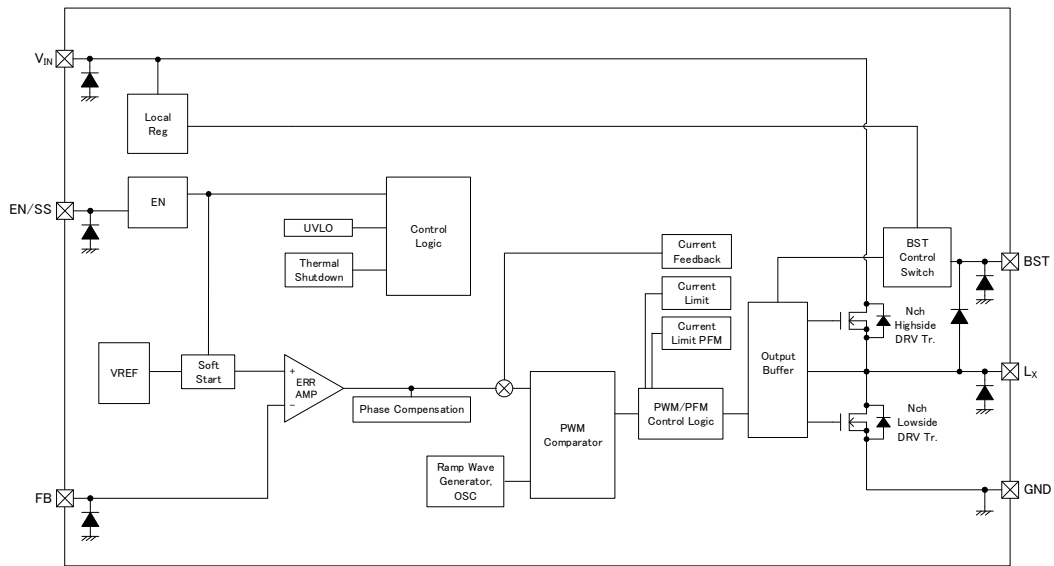 VIN
Local
Reg
EN/SS
EN
UVLO
Thermal
Shutdown
Control
Logic
Current
Feedback
BST
Control
Switch
BST
Current
Limit
Current
Limit PFM
Nch
Highside
DRV Tr.
VREF
Soft
Start
+
ERR
AMP
−
Phase Compensation
PWM
Comparator
PWM/PFM
Control Logic
Output
Buffer
LX
Nch
Lowside
DRV Tr.
Ramp Wave
Generator,
OSC
FB
GND